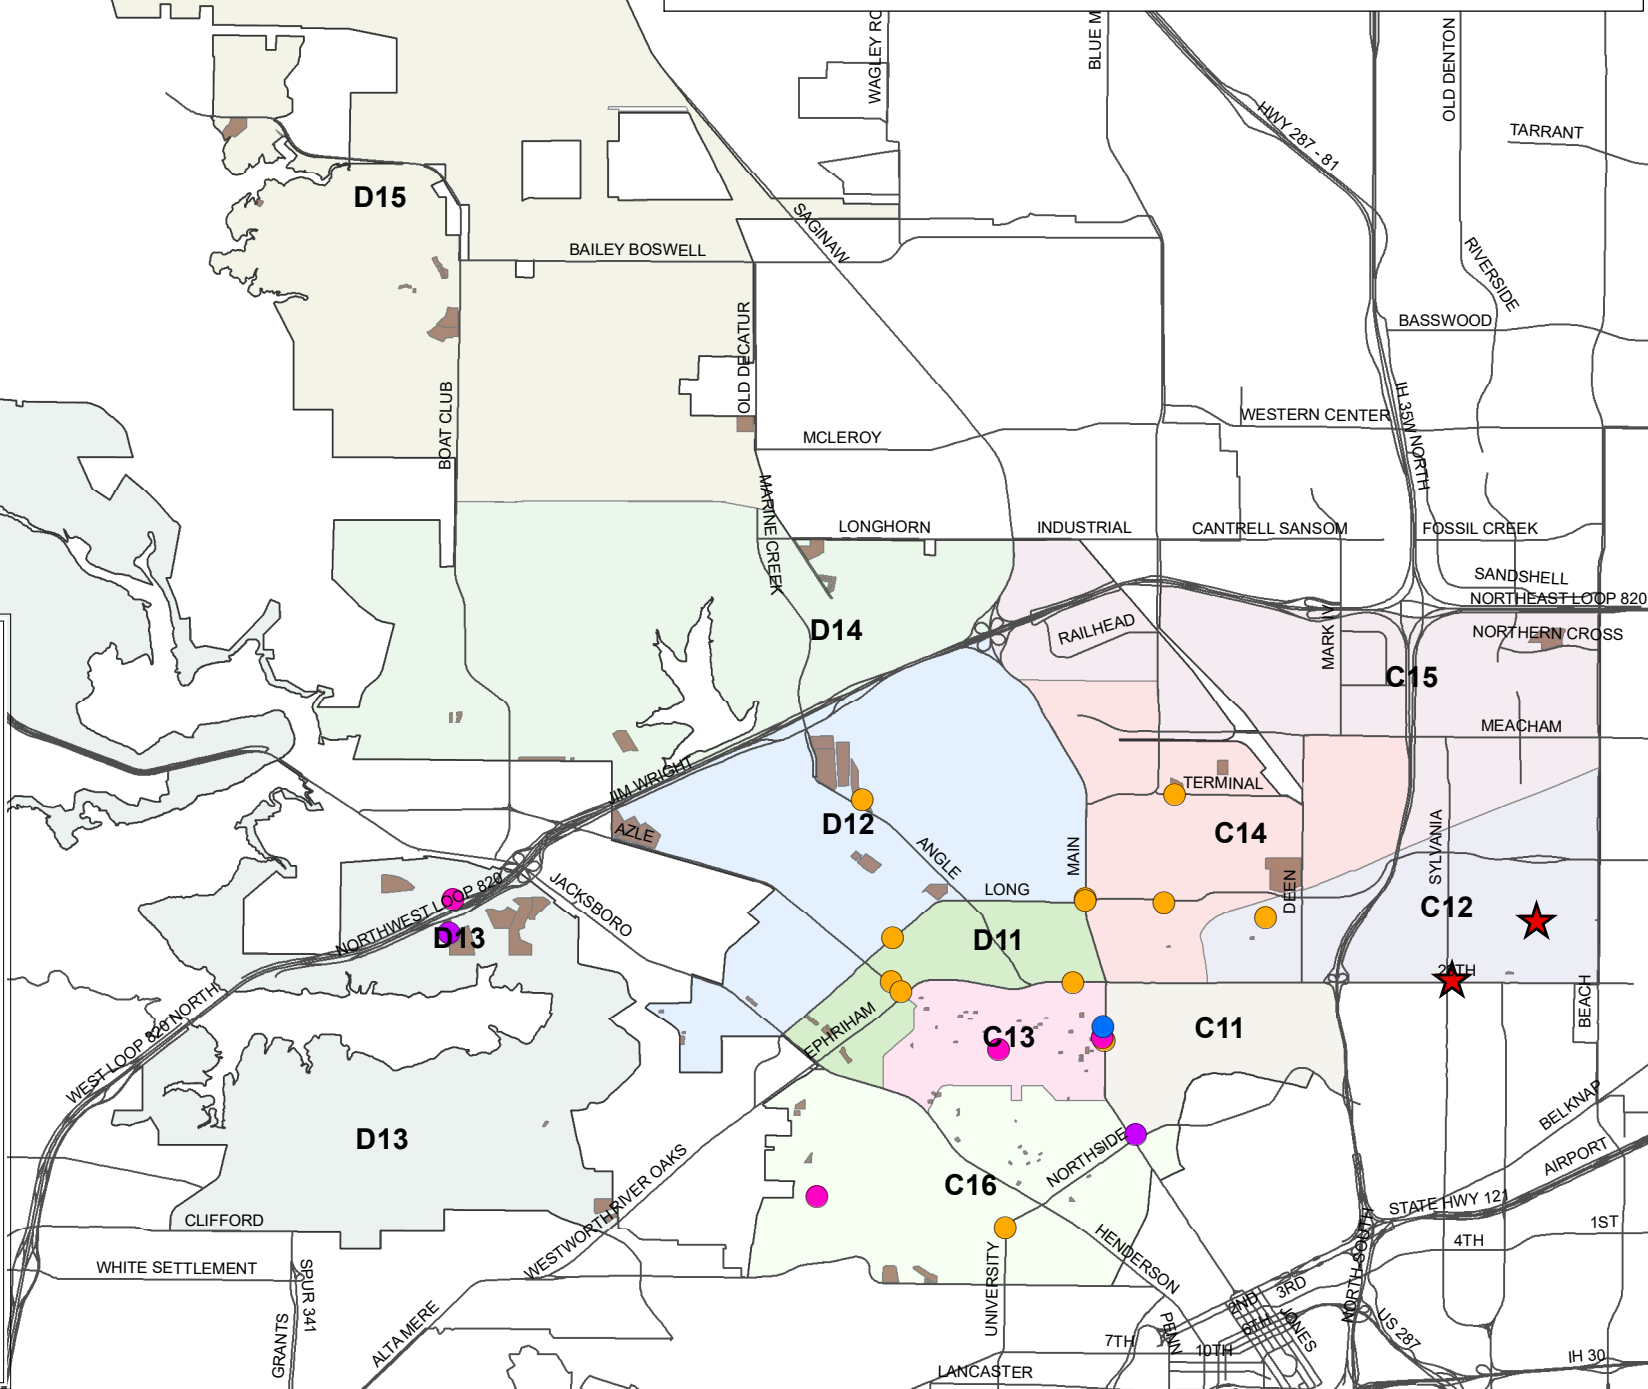 WAGLEY RO
BLUE M
OLD DENTON
HWY 287 - 81
TARRANT
D15
SAGINAW
BAILEY BOSWELL
RIVERSIDE
OLD DECATUR
BASSWOOD
BOAT CLUB
IH 35W NORTH
WESTERN CENTER
MCLEROY
MARINE CREEK
LONGHORN
INDUSTRIAL
CANTRELL SANSOM
FOSSIL CREEK
SANDSHELL
NORTHEAST LOOP 820
D14
RAILHEAD
MARK IV
NORTHERN CROSS
C15
MEACHAM
JIM WRIGHT
TERMINAL
AZLE
D12
C14
ANGLE
MAIN
SYLVANIA
JACKSBORO
LONG
DEEN
C12
NORTHWEST LOOP 820
D13
D11
28TH
WEST LOOP 820 NORTH
EPHRIHAM
C13
C11
BEACH
D13
BELKNAP
NORTHSIDE
AIRPORT
RIVER OAKS
C16
STATE HWY 121
CLIFFORD
WESTWORTH
1ST
4TH
HENDERSON
NORTH-SOUTH
WHITE SETTLEMENT
SPUR 341
UNIVERSITY
3RD
2ND
6TH
JONES
US 287
GRANTS
ALTA MERE
7TH
PENN
10TH
IH 30
LANCASTER